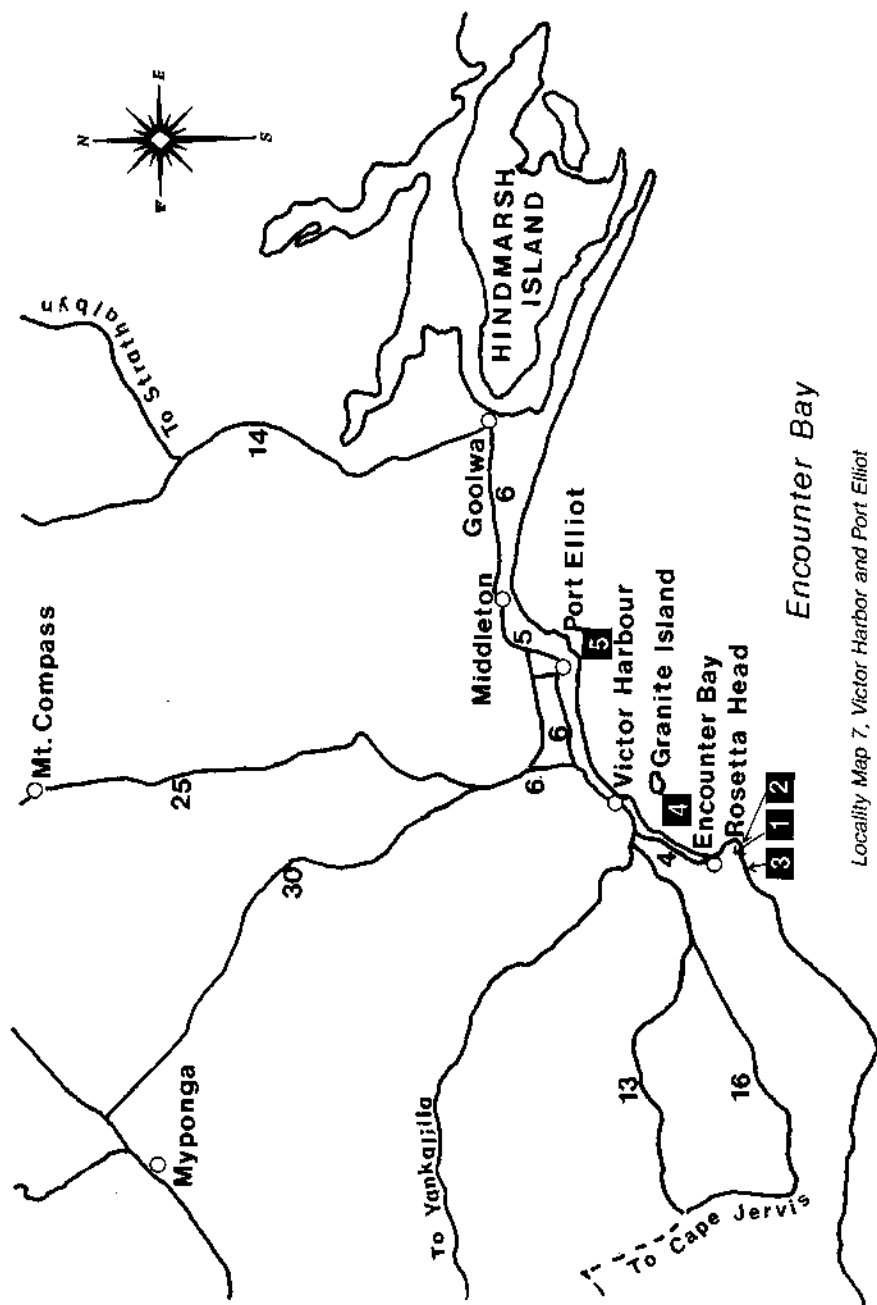 N
E
S
W
To Strathalbyn
14
Mt. Compass
25
30
Myponga
HINDMARSH
ISLAND
Goolwa
6
Middleton
5
Port Elliot
5
6
6
Victor Harbour
4
Granite Island
4
Encounter Bay
Rosetta Head
3
1
2
To Yankalilla
13
16
To Cape Jervis
Encounter Bay
Locality Map 7, Victor Harbor and Port Elliot